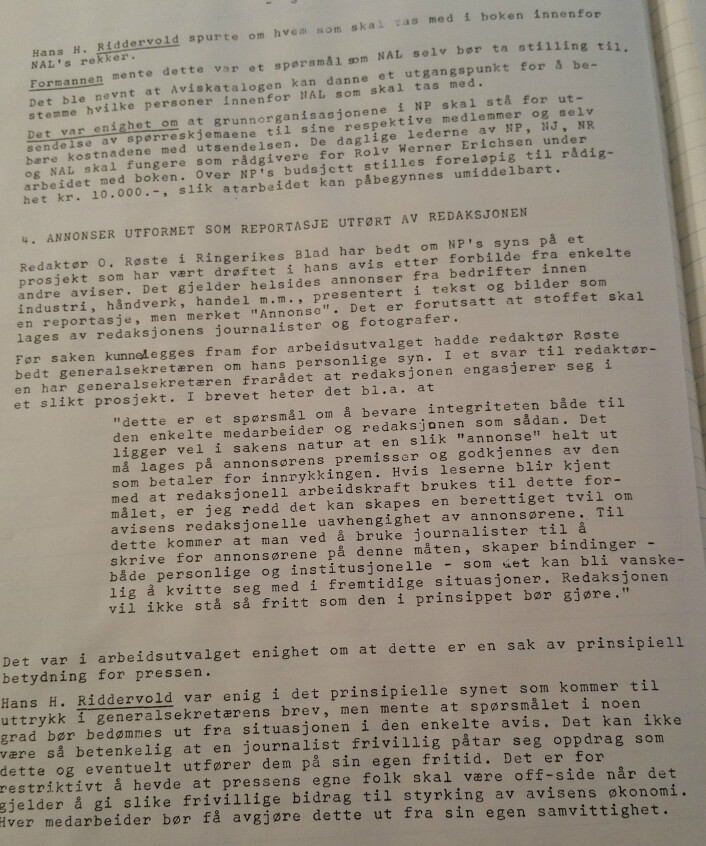 Hans H. Riddervold spurte om hvem som skal tas med i boken innenfor
NAL's rekker.
Formannen mente dette var et spørsmål som NAL selv bør ta stilling til.
Det ble nevnt at Aviskatalogen kan danne et utgangspunkt for å be-
stemme hvilke personer innenfor NAL som skal tas med.
Det var enighet om at grunnorganisasjonene i NP skal stå for ut-
sendelse av spørreskjemaene til sine respektive medlemmer og selv
bære kostnadene med utsendelsen. De daglige lederne av NP, NJ, NR
og NAL skal fungere som rådgivere for Rolv Werner Erichsen under
arbeidet med boken. Over NP's budsjett stilles foreløpig til rådig-
het kr. 10.000.-, slik atarbeidet kan påbegynnes umiddelbart.
4. ANNONSER UTFORMET SOM REPORTASJE UTFØRT AV REDAKSJONEN
Redaktør O. Røste i Ringerikes Blad har bedt om NP's syns på et
prosjekt som har vært drøftet i hans avis etter forbilde fra enkelte
andre aviser. Det gjelder helsides annonser fra bedrifter innen
industri, håndverk, handel m.m., presentert i tekst og bilder som
en reportasje, men merket "Annonse". Det er forutsatt at stoffet skal
lages av redaksjonens journalister og fotografer.
Før saken kunne legges fram for arbeidsutvalget hadde redaktør Røste
bedt generalsekretæren om hans personlige syn. I et svar til redaktør-
en har generalsekretæren frarådet at redaksjonen engasjerer seg i
et slikt prosjekt. I brevet heter det bl.a. at
"dette er et spørsmål om å bevare integriteten både til
den enkelte medarbeider og redaksjonen som sådan. Det
ligger vel i sakens natur at en slik "annonse" helt ut
må lages på annonsørens premisser og godkjennes av den
som betaler for innrykkingen. Hvis leserne blir kjent
med at redaksjonell arbeidskraft brukes til dette for-
målet, er jeg redd det kan skapes en berettiget tvil om
avisens redaksjonelle uavhengighet av annonsørene. Til
dette kommer at man ved å bruke journalister til å
skrive for annonsørene på denne måten, skaper bindinger -
både personlige og institusjonelle - som det kan bli vanske-
lig å kvitte seg med i fremtidige situasjoner. Redaksjonen
vil ikke stå så fritt som den i prinsippet bør gjøre."
Det var i arbeidsutvalget enighet om at dette er en sak av prinsipiell
betydning for pressen.
Hans H. Riddervold var enig i det prinsipielle synet som kommer til
uttrykk i generalsekretærens brev, men mente at spørsmålet i noen
grad bør bedømmes ut fra situasjonen i den enkelte avis. Det kan ikke
være så betenkelig at en journalist frivillig påtar seg oppdrag som
dette og eventuelt utfører dem på sin egen fritid. Det er for
restriktivt å hevde at pressens egne folk skal være off-side når det
gjelder å gi slike frivillige bidrag til styrking av avisens økonomi.
Hver medarbeider bør få avgjøre dette ut fra sin egen samvittighet.